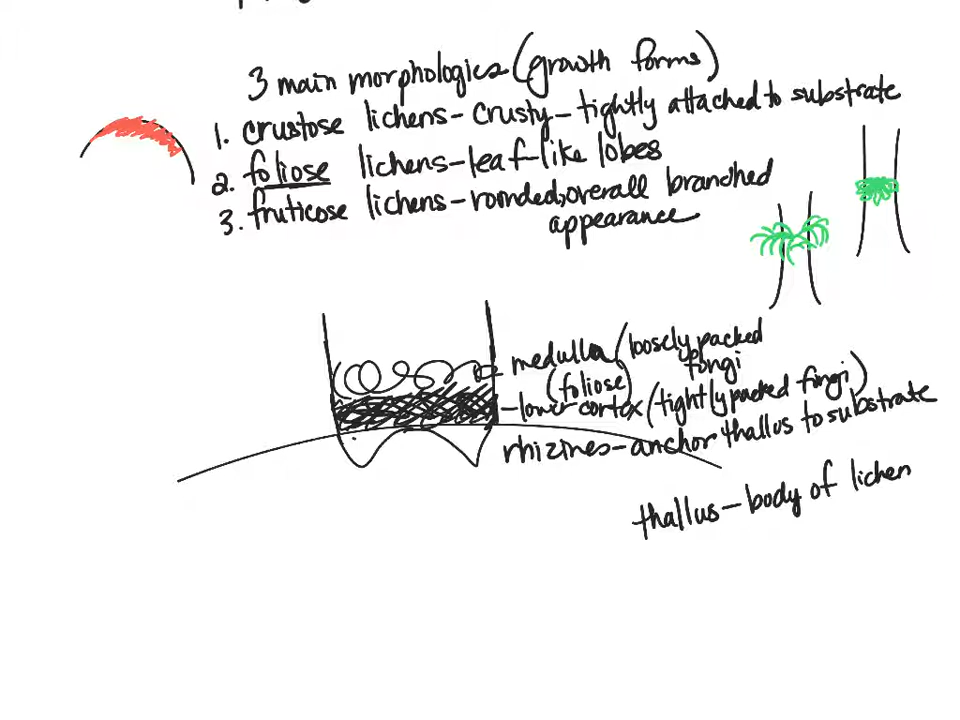 3 main morphologies (growth forms)
1. crustose lichens - crusty - tightly attached to substrate
2. foliose lichens - leaf-like lobes
3. fruticose lichens - rounded, overall branched
appearance
medulla (loosely packed
fongi
(foliose)
- lower cortex (tightly packed fongi)
rhizines - anchor thallus to substrate
thallus - body of lichen